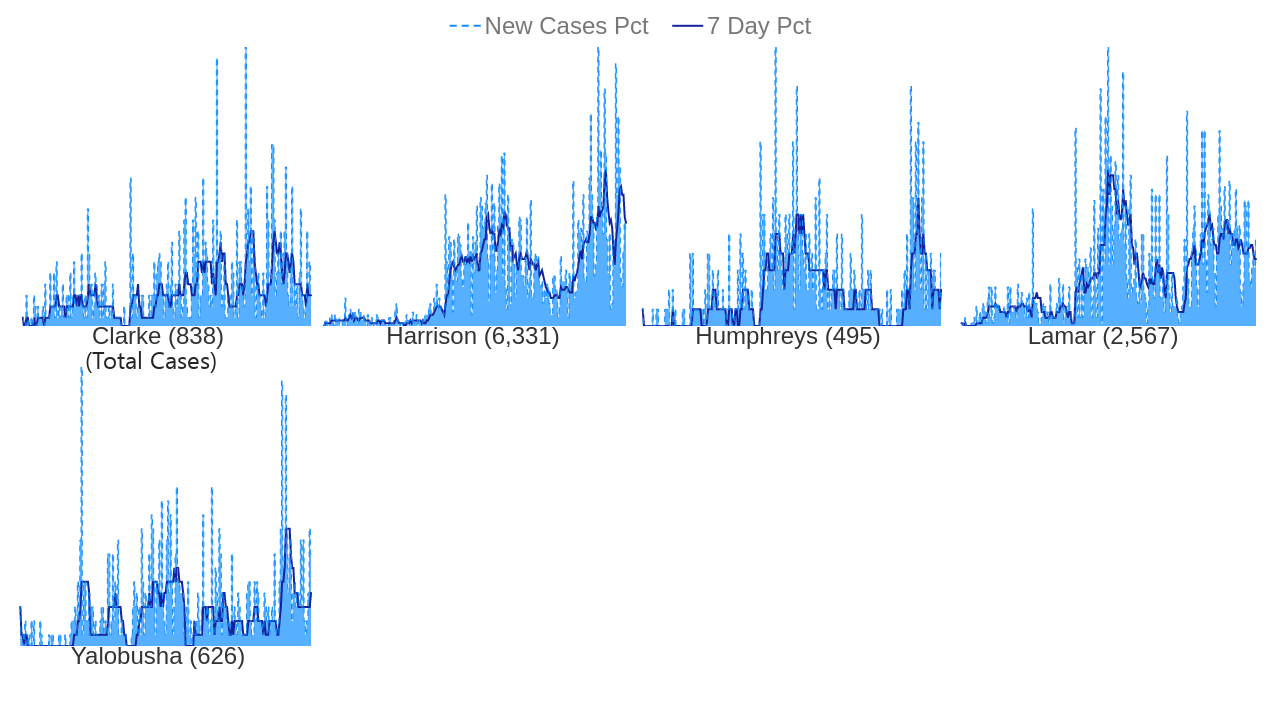 New Cases Pct 7 Day Pct
Clarke (838) Harrison (6,331) Humphreys (495) Lamar (2,567)
(Total Cases)
Yalobusha (626)